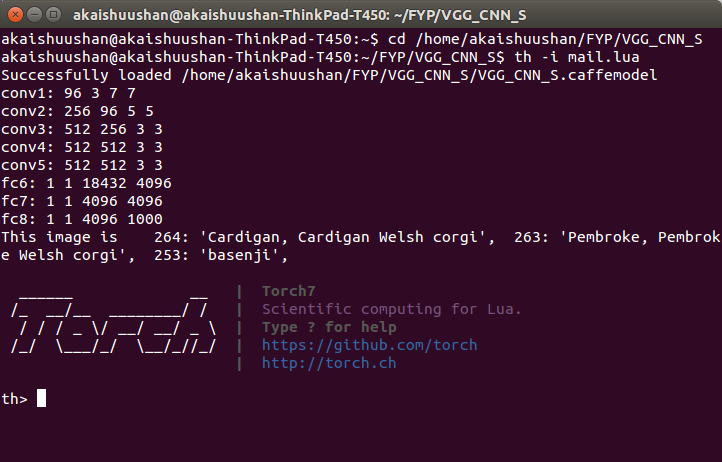 akaishuushan@akaishuushan-ThinkPad-T450: ~/FYP/VGG_CNN_S
akaishuushan@akaishuushan-ThinkPad-T450:~$ cd /home/akaishuushan/FYP/VGG_CNN_S
akaishuushan@akaishuushan-ThinkPad-T450:~/FYP/VGG_CNN_S$ th -i mail.lua
Successfully loaded /home/akaishuushan/FYP/VGG_CNN_S/VGG_CNN_S.caffemodel
conv1: 96 3 7 7
conv2: 256 96 5 5
conv3: 512 256 3 3
conv4: 512 512 3 3
conv5: 512 512 3 3
fc6: 1 1 18432 4096
fc7: 1 1 4096 4096
fc8: 1 1 4096 1000
This image is    264: 'Cardigan, Cardigan Welsh corgi',  263: 'Pembroke, Pembrok
e Welsh corgi',  253: 'basenji',
  ______             __   |  Torch7
 /_  __/__  ________/ /   |  Scientific computing for Lua.
  / / / _ \/ __/ __/ _ \  |  Type ? for help
 /_/  \___/_/  \__/_//_/  |  https://github.com/torch
                          |  http://torch.ch
th>